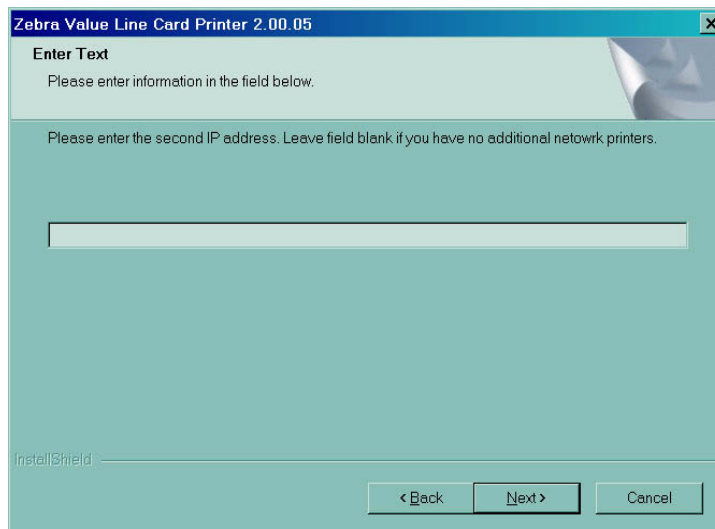 Zebra Value Line Card Printer 2.00.05
Enter Text
Please enter information in the field below.
Please enter the second IP address. Leave field blank if you have no additional netowrk printers.
InstallShield
< Back Next > Cancel